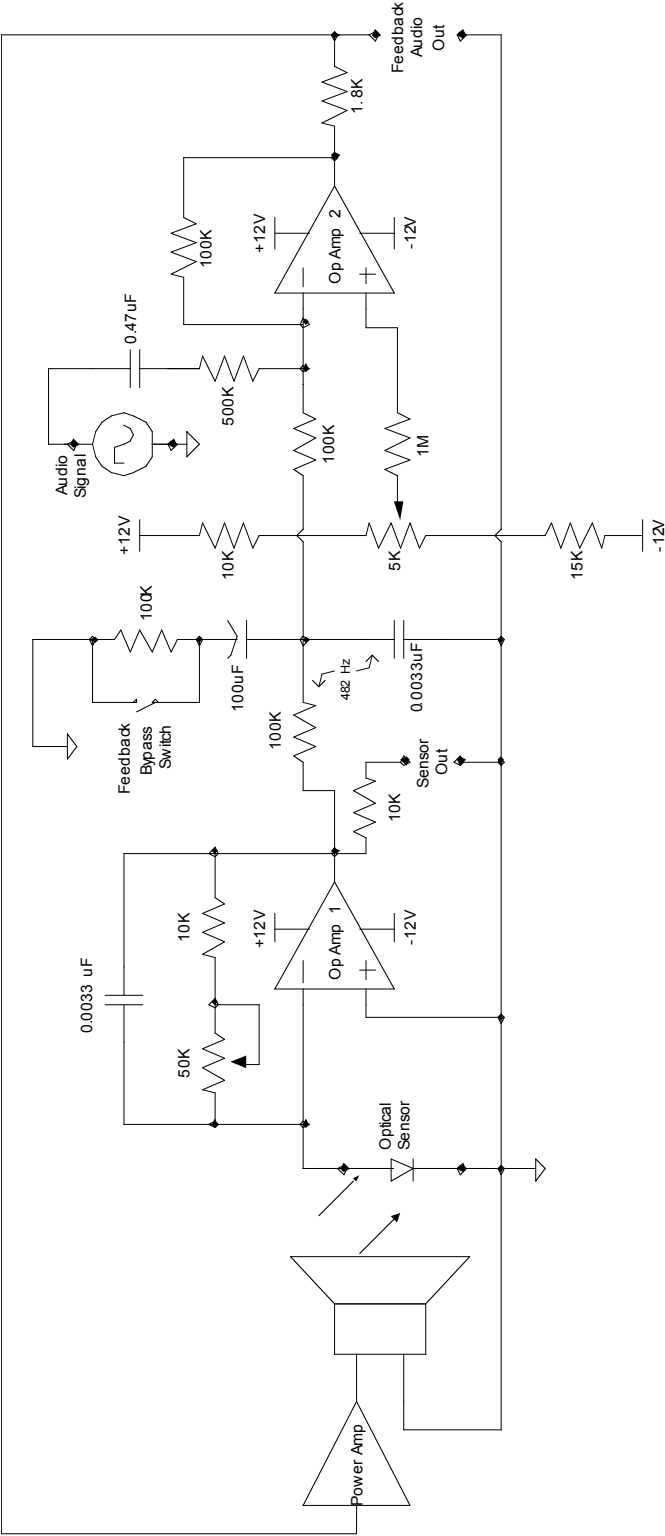 Feedback
Audio
Out
1.8K
100K
+12V
Op Amp 2
-12V
0.47uF
500K
Audio
Signal
100K
1M
+12V
10K
5K
15K
-12V
100K
Feedback
Bypass
Switch
100uF
482 Hz
0.0033uF
100K
10K
Sensor
Out
0.0033 uF
10K
50K
+12V
Op Amp 1
-12V
Optical
Sensor
Power Amp